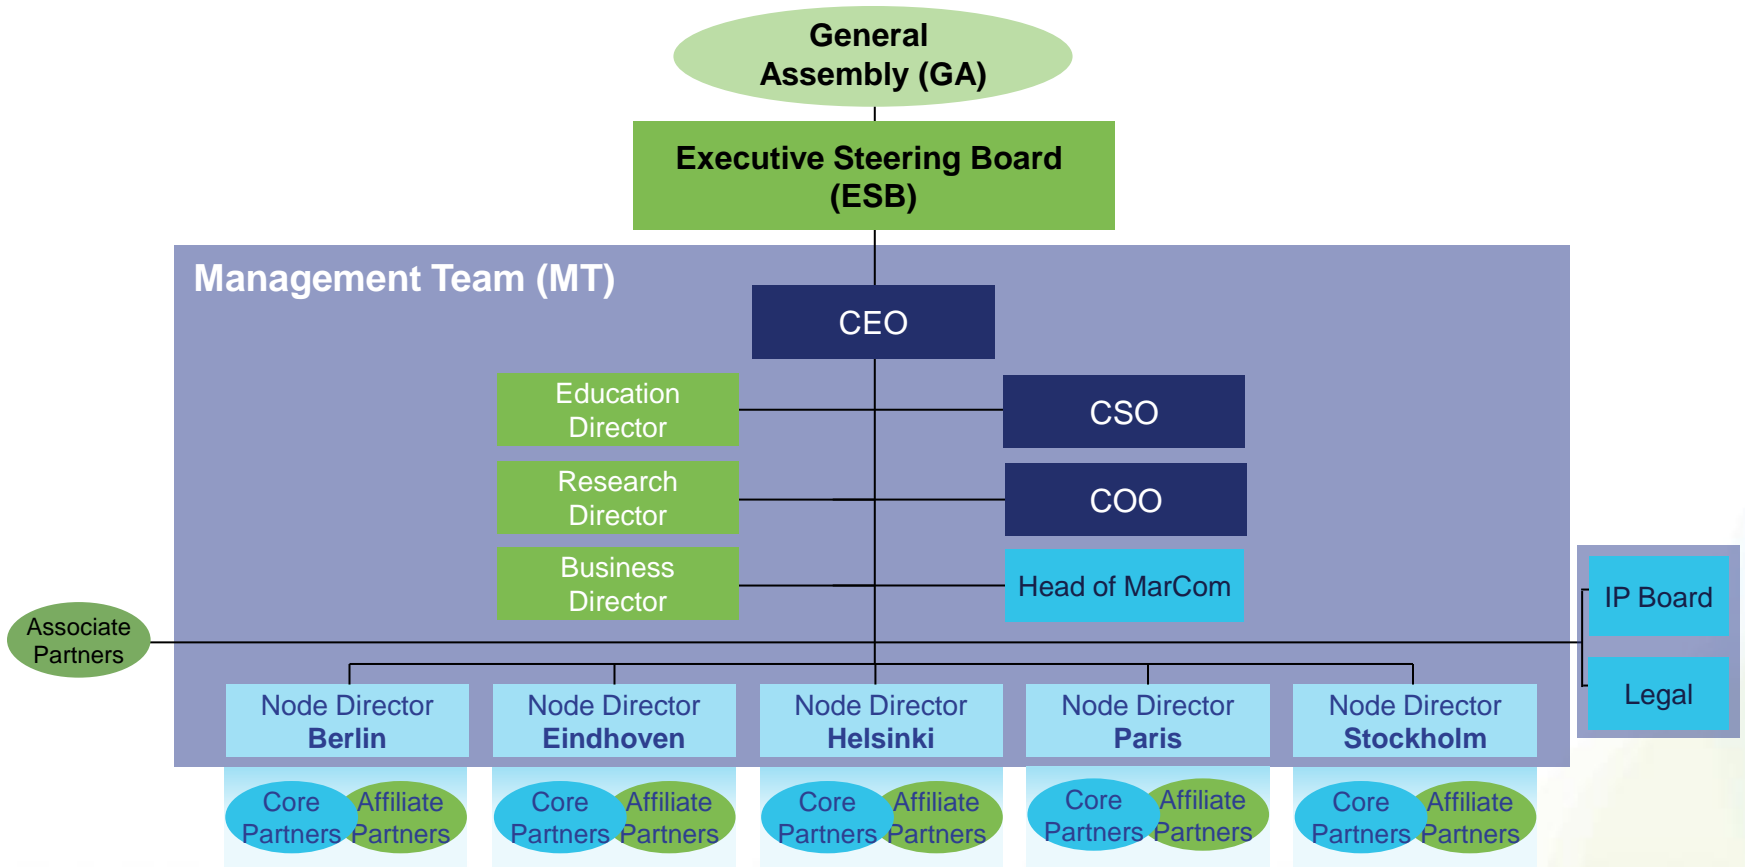 General
Assembly (GA)
Executive Steering Board
(ESB)
Management Team (MT)
CEO
Education
Director
CSO
Research
Director
COO
Business
Director
Head of MarCom
IP Board
Associate
Partners
Legal
Node Director
Berlin
Node Director
Eindhoven
Node Director
Helsinki
Node Director
Paris
Node Director
Stockholm
Core
Partners
Affiliate
Partners
Core
Partners
Affiliate
Partners
Core
Partners
Affiliate
Partners
Core
Partners
Affiliate
Partners
Core
Partners
Affiliate
Partners